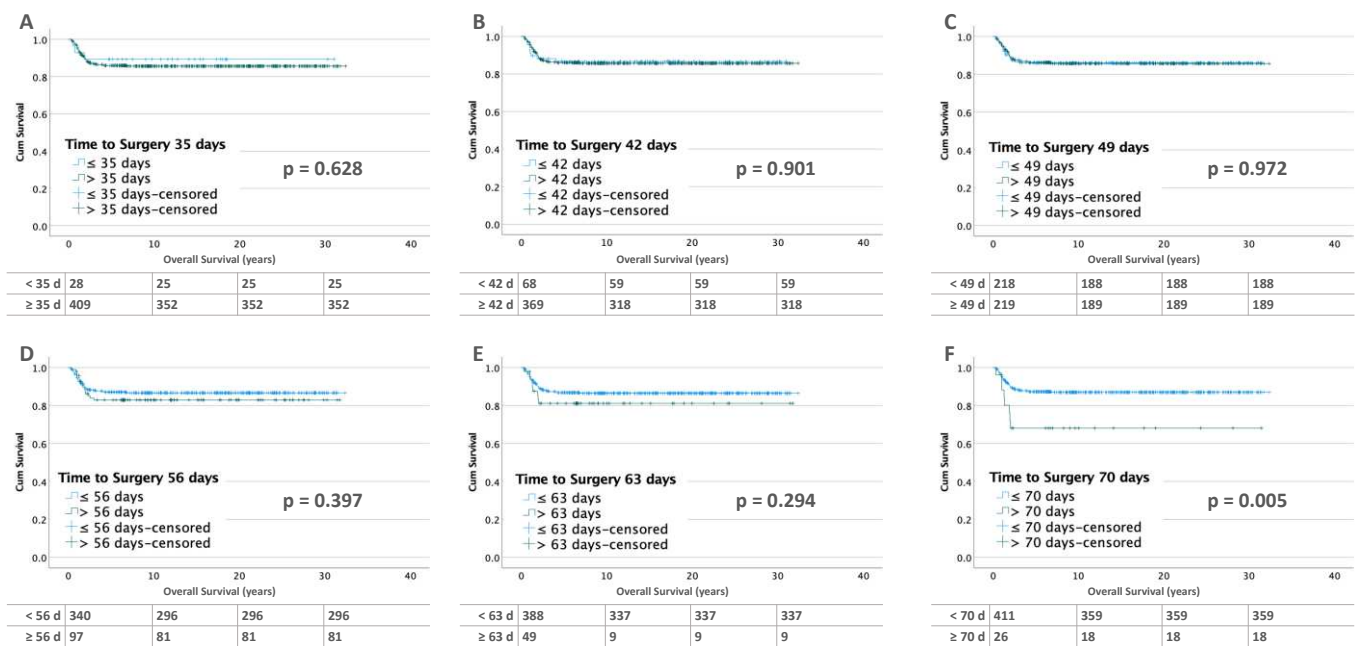 A
1.0
0.8
0.6
0.4
0.2
0.0
Cum Survival
Time to Surgery 35 days
≤ 35 days
> 35 days
≤ 35 days-censored
> 35 days-censored
p = 0.628
0 10 20 30 40
Overall Survival (years)
< 35 d 28 25 25 25
≥ 35 d 409 352 352 352
B
1.0
0.8
0.6
0.4
0.2
0.0
Cum Survival
Time to Surgery 42 days
≤ 42 days
> 42 days
≤ 42 days-censored
> 42 days-censored
p = 0.901
0 10 20 30 40
Overall Survival (years)
< 42 d 68 59 59 59
≥ 42 d 369 318 318 318
C
1.0
0.8
0.6
0.4
0.2
0.0
Cum Survival
Time to Surgery 49 days
≤ 49 days
> 49 days
≤ 49 days-censored
> 49 days-censored
p = 0.972
0 10 20 30 40
Overall Survival (years)
< 49 d 218 188 188 188
≥ 49 d 219 189 189 189
D
1.0
0.8
0.6
0.4
0.2
0.0
Cum Survival
Time to Surgery 56 days
≤ 56 days
> 56 days
≤ 56 days-censored
> 56 days-censored
p = 0.397
0 10 20 30 40
Overall Survival (years)
< 56 d 340 296 296 296
≥ 56 d 97 81 81 81
E
1.0
0.8
0.6
0.4
0.2
0.0
Cum Survival
Time to Surgery 63 days
≤ 63 days
> 63 days
≤ 63 days-censored
> 63 days-censored
p = 0.294
0 10 20 30 40
Overall Survival (years)
< 63 d 388 337 337 337
≥ 63 d 49 9 9 9
F
1.0
0.8
0.6
0.4
0.2
0.0
Cum Survival
Time to Surgery 70 days
≤ 70 days
> 70 days
≤ 70 days-censored
> 70 days-censored
p = 0.005
0 10 20 30 40
Overall Survival (years)
< 70 d 411 359 359 359
≥ 70 d 26 18 18 18